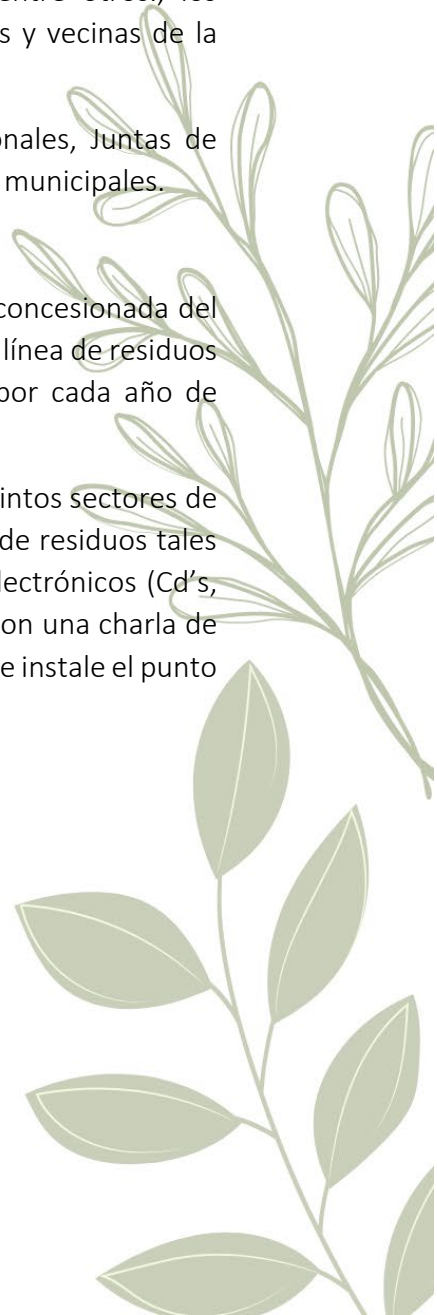 s y vecinas de la
onales, Juntas de
municipales.
concesionada del
línea de residuos
por cada año de
intos sectores de
de residuos tales
lectrónicos (Cd’s,
on una charla de
e instale el punto